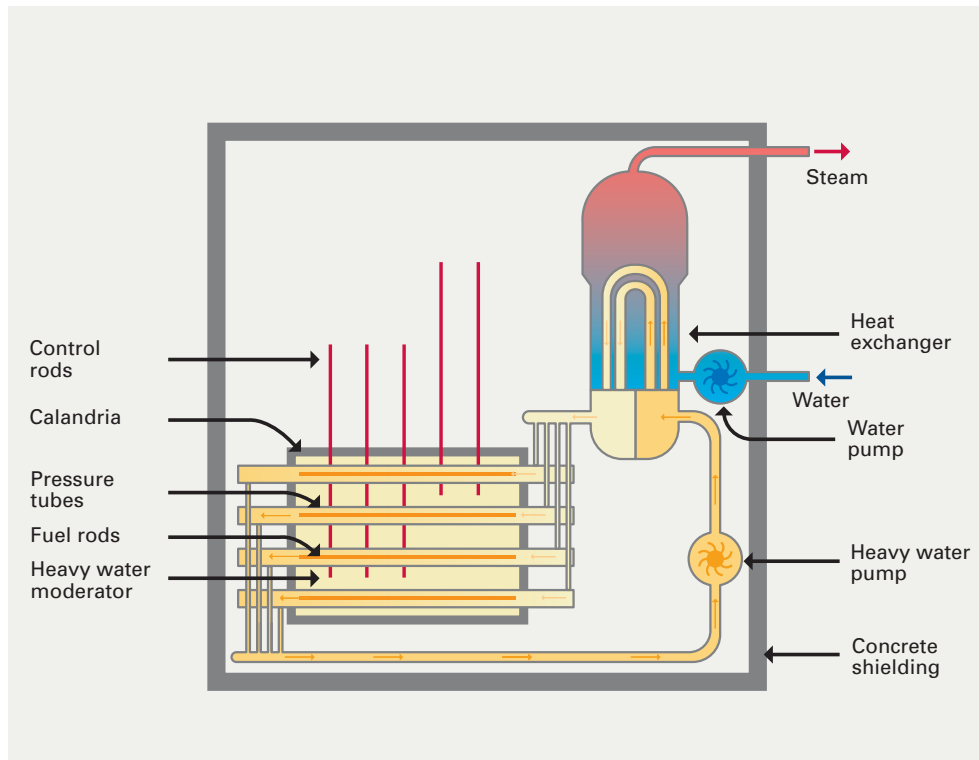 Steam
Heat
exchanger
Water
Water
pump
Control
rods
Calandria
Pressure
tubes
Fuel rods
Heavy water
moderator
Heavy water
pump
Concrete
shielding